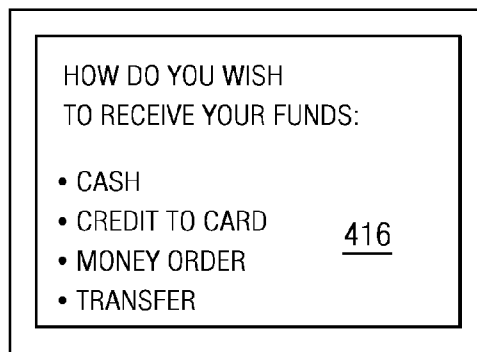 HOW DO YOU WISH
TO RECEIVE YOUR FUNDS:
• CASH
• CREDIT TO CARD
• MONEY ORDER
• TRANSFER
416